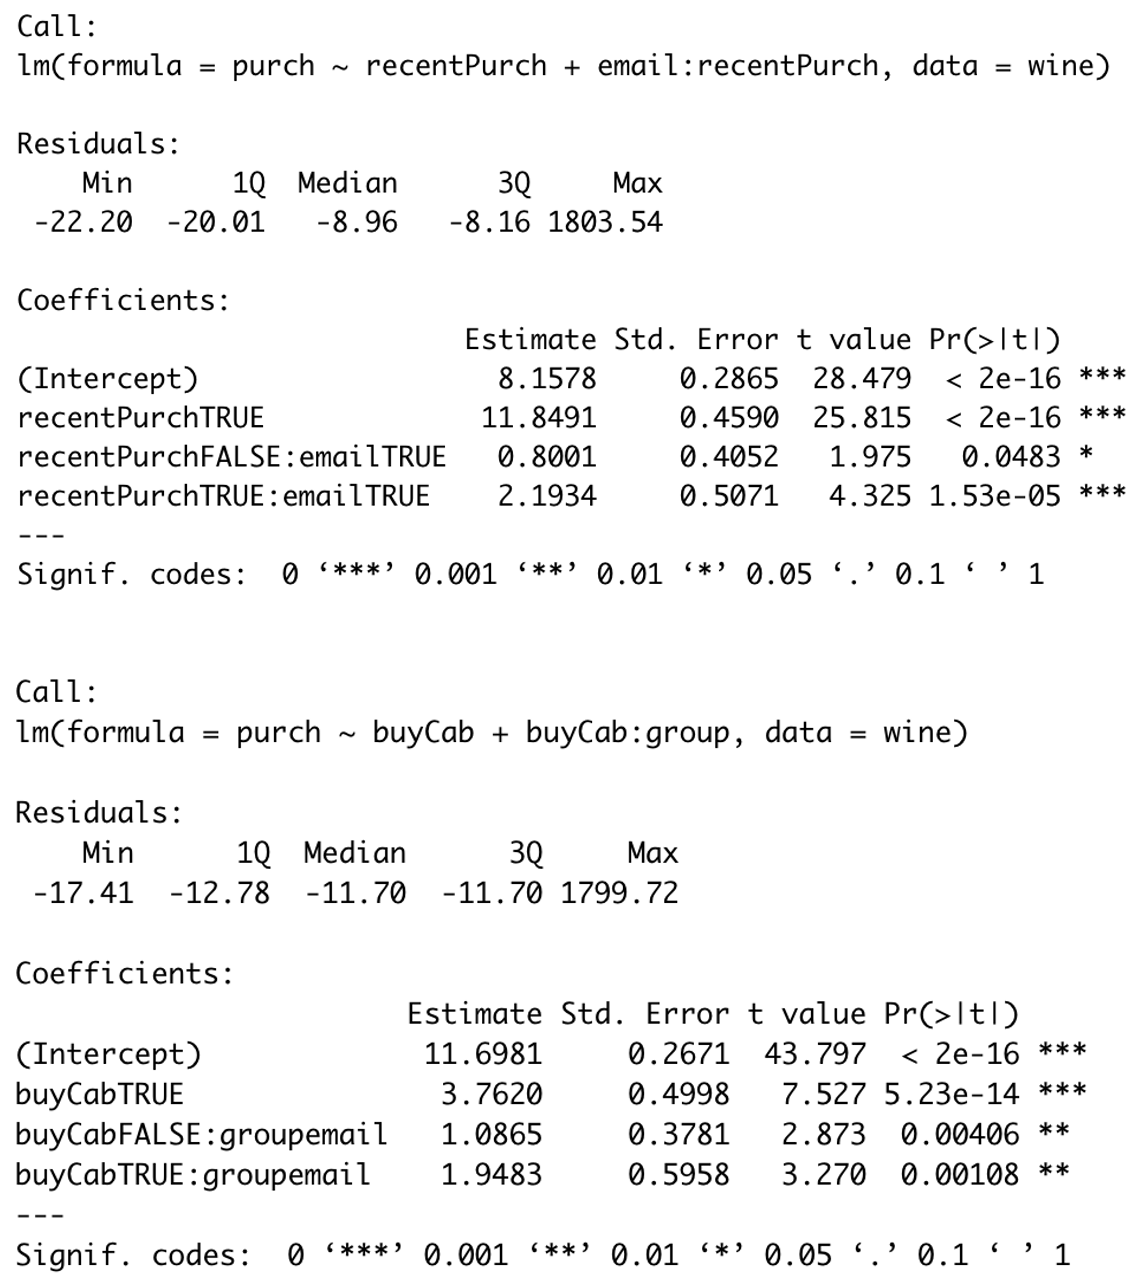 Call:
lm(formula = purch ~ recentPurch + email:recentPurch, data = wine)
Residuals:
Min 1Q Median 3Q Max
-22.20 -20.01 -8.96 -8.16 1803.54
Coefficients:
Estimate Std. Error t value Pr(>|t|)
(Intercept) 8.1578 0.2865 28.479 < 2e-16 ***
recentPurchTRUE 11.8491 0.4590 25.815 < 2e-16 ***
recentPurchFALSE:emailTRUE 0.8001 0.4052 1.975 0.0483 *
recentPurchTRUE:emailTRUE 2.1934 0.5071 4.325 1.53e-05 ***
---
Signif. codes: 0 ‘***’ 0.001 ‘**’ 0.01 ‘*’ 0.05 ‘.’ 0.1 ‘ ’ 1
Call:
lm(formula = purch ~ buyCab + buyCab:group, data = wine)
Residuals:
Min 1Q Median 3Q Max
-17.41 -12.78 -11.70 -11.70 1799.72
Coefficients:
Estimate Std. Error t value Pr(>|t|)
(Intercept) 11.6981 0.2671 43.797 < 2e-16 ***
buyCabTRUE 3.7620 0.4998 7.527 5.23e-14 ***
buyCabFALSE:groupemail 1.0865 0.3781 2.873 0.00406 **
buyCabTRUE:groupemail 1.9483 0.5958 3.270 0.00108 **
---
Signif. codes: 0 ‘***’ 0.001 ‘**’ 0.01 ‘*’ 0.05 ‘.’ 0.1 ‘ ’ 1